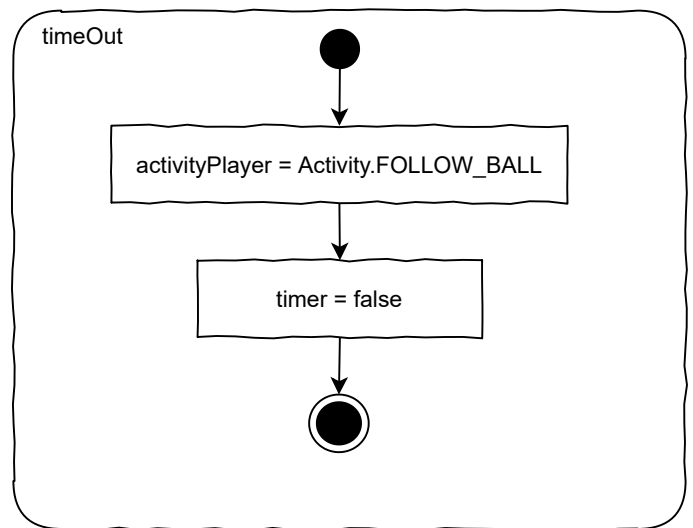 timeOut
activityPlayer = Activity.FOLLOW_BALL
timer = false